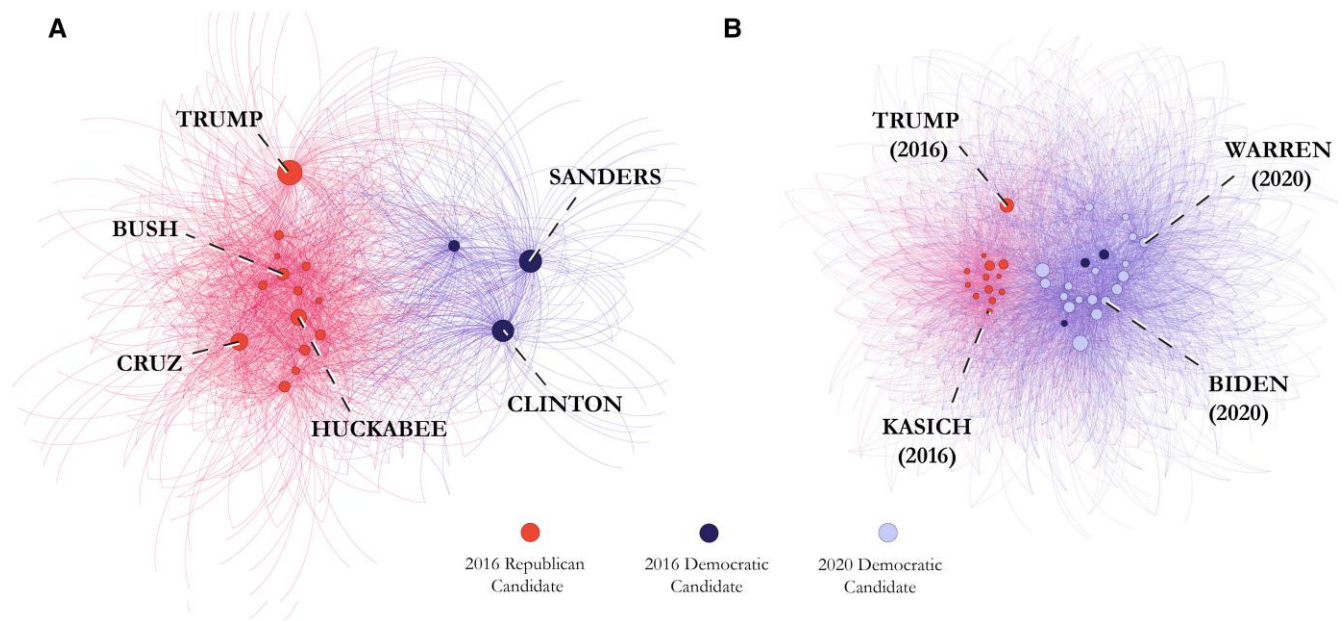 A
TRUMP
SANDERS
BUSH
CRUZ
CLINTON
HUCKABEE
B
TRUMP
(2016)
WARREN
(2020)
BIDEN
(2020)
KASICH
(2016)
2016 Republican
Candidate
2016 Democratic
Candidate
2020 Democratic
Candidate